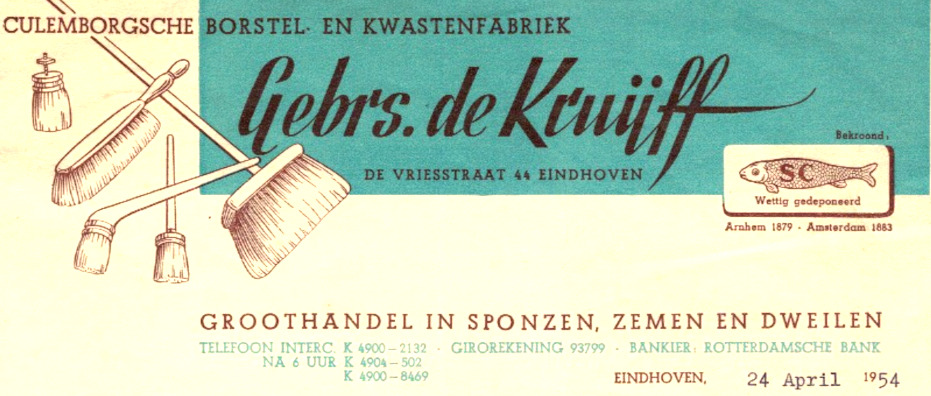 CULEMBORGSCHE BORSTEL- EN KWASTENFABRIEK
Gebrs. de Kruijff
DE VRIESSTRAAT 44 EINDHOVEN
Bekroond:
SC
Wettig gedeponeerd
Arnhem 1879 - Amsterdam 1883
GROOTHANDEL IN SPONZEN, ZEMEN EN DWEILEN
TELEFOON INTERC. K 4900-2132 · GIROREKENING 93799 · BANKIER: ROTTERDAMSCHE BANK
NA 6 UUR K 4904-502
K 4900-8469
EINDHOVEN, 24 April 1954